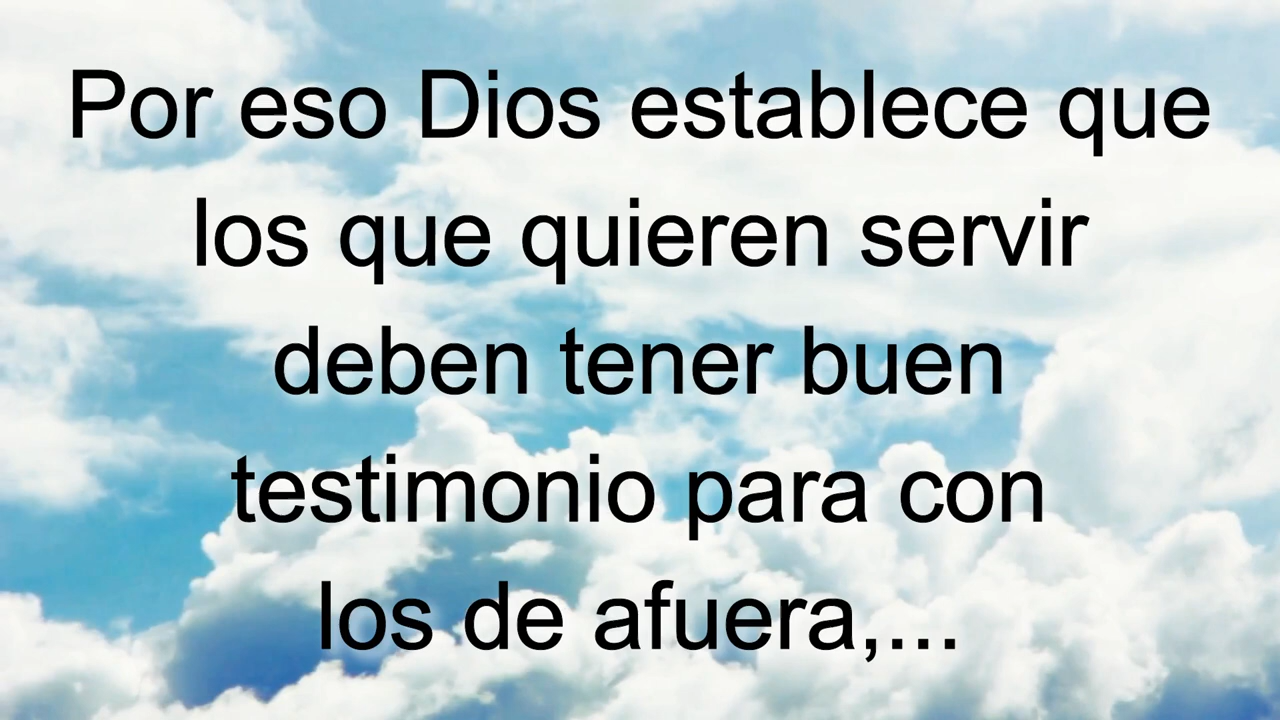 Por eso Dios establece que
los que quieren servir
deben tener buen
testimonio para con
los de afuera,...